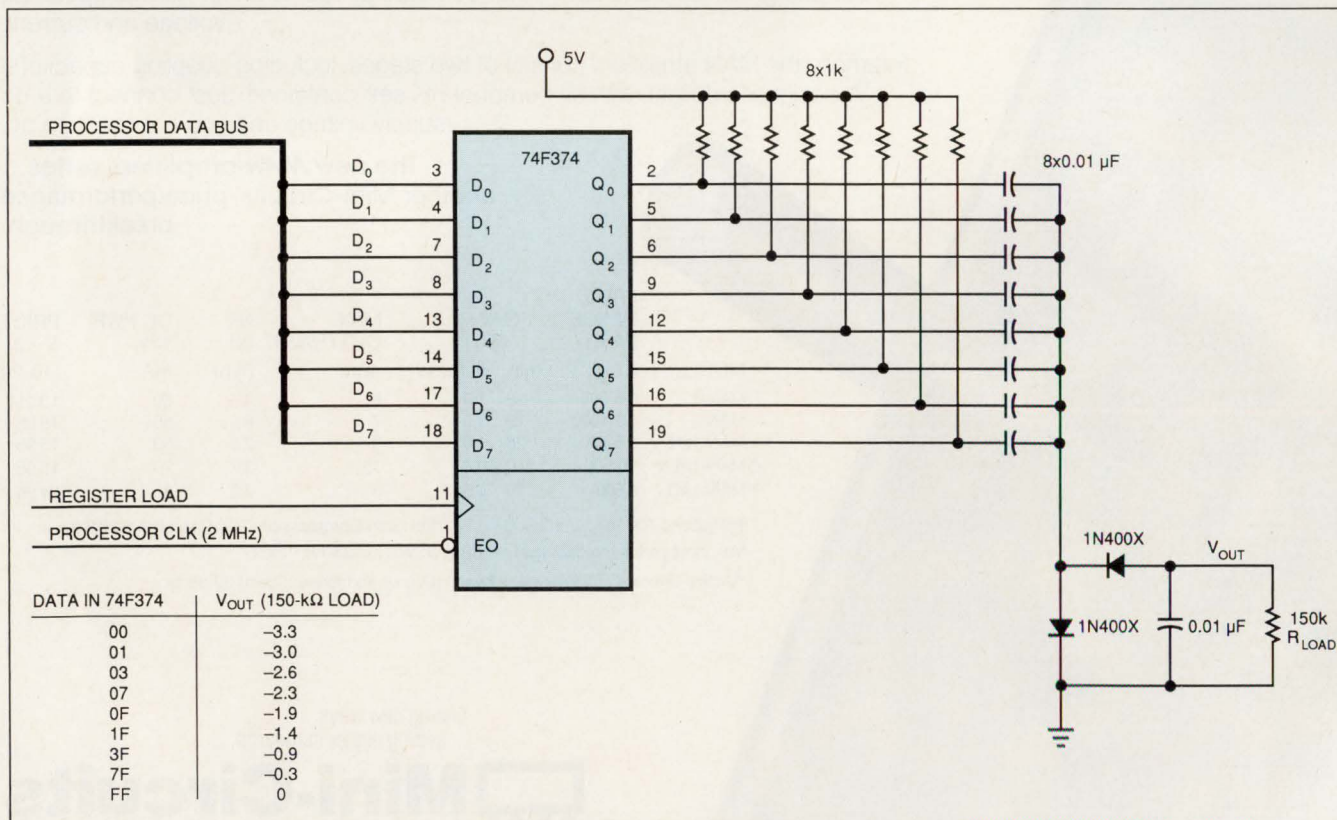 5V
8x1k
PROCESSOR DATA BUS
74F374
8x0.01 µF
D0 3 D0 Q0 2
D1 4 D1 Q1 5
D2 7 D2 Q2 6
D3 8 D3 Q3 9
D4 13 D4 Q4 12
D5 14 D5 Q5 15
D6 17 D6 Q6 16
D7 18 D7 Q7 19
REGISTER LOAD 11
PROCESSOR CLK (2 MHz) 1 EO
1N400X VOUT
1N400X 0.01 µF 150k RLOAD
DATA IN 74F374 VOUT (150-kΩ LOAD)
00 –3.3
01 –3.0
03 –2.6
07 –2.3
0F –1.9
1F –1.4
3F –0.9
7F –0.3
FF 0